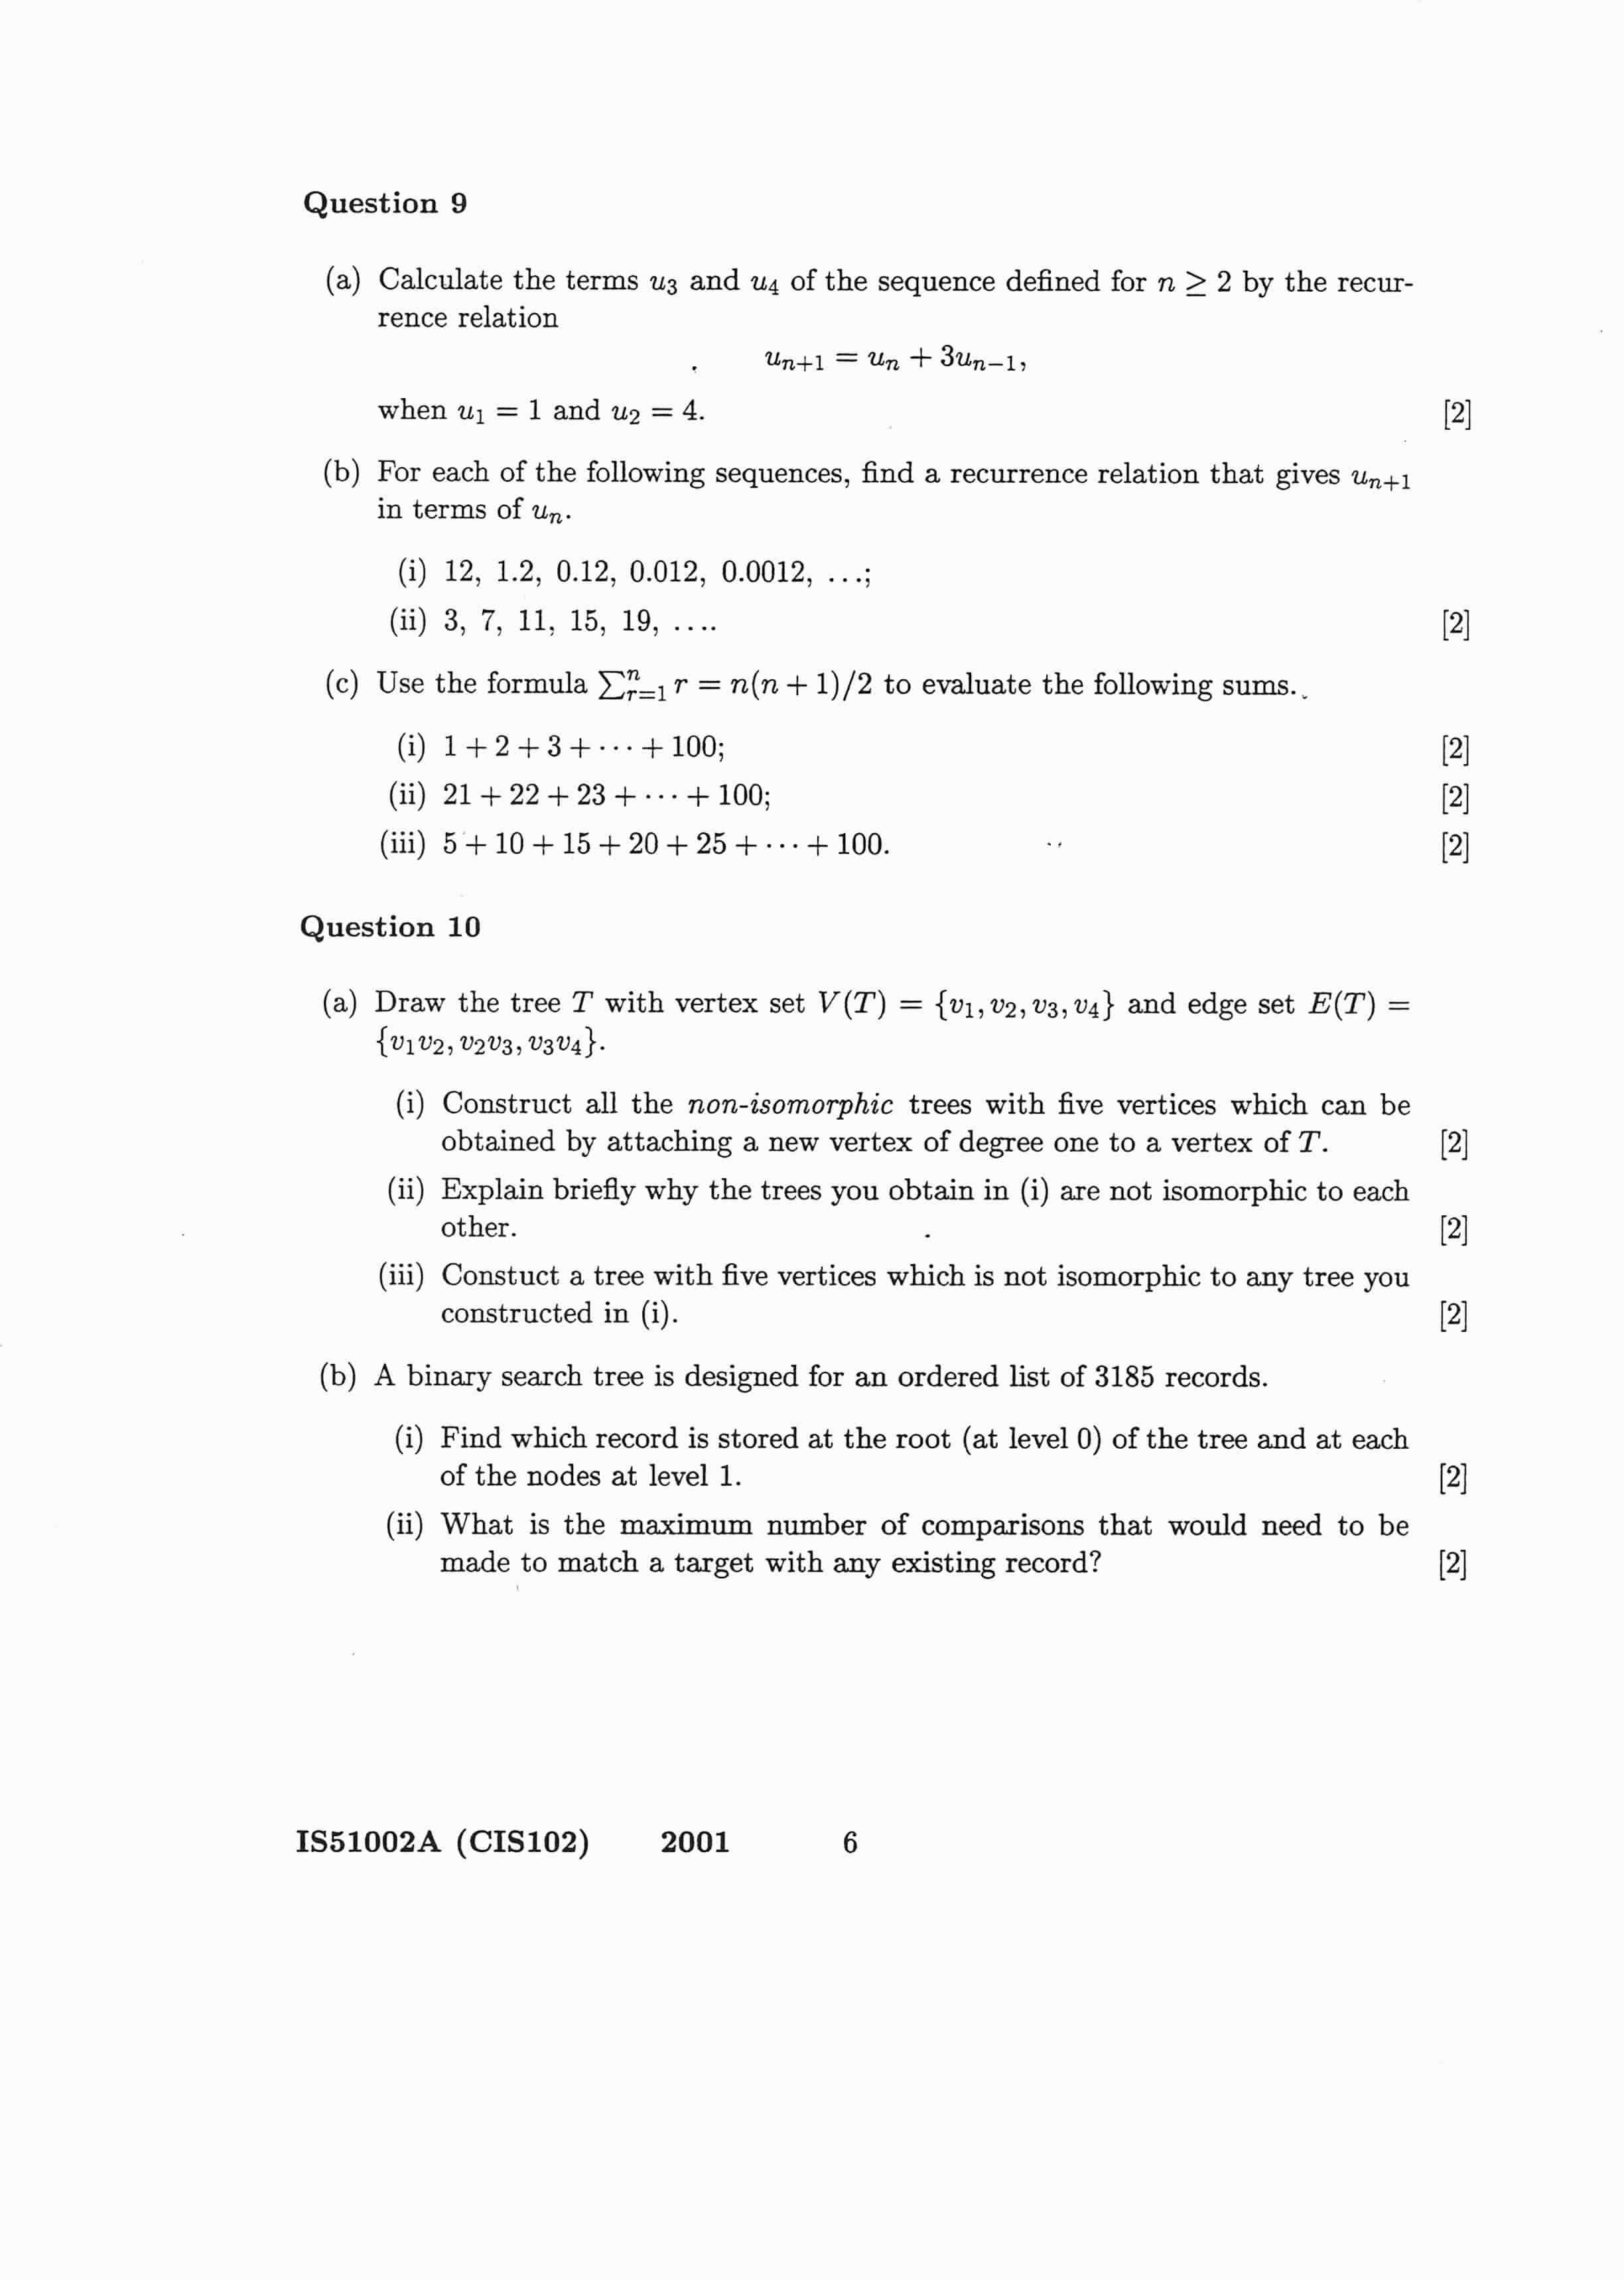 Question 9
(a) Calculate the terms u₃ and u₄ of the sequence defined for n ≥ 2 by the recur-
rence relation
uₙ₊₁ = uₙ + 3uₙ₋₁,
when u₁ = 1 and u₂ = 4. [2]
(b) For each of the following sequences, find a recurrence relation that gives uₙ₊₁
in terms of uₙ.
(i) 12, 1.2, 0.12, 0.012, 0.0012, ...;
(ii) 3, 7, 11, 15, 19, .... [2]
(c) Use the formula ∑ⁿᵣ₌₁ r = n(n + 1)/2 to evaluate the following sums.
(i) 1 + 2 + 3 + ··· + 100; [2]
(ii) 21 + 22 + 23 + ··· + 100; [2]
(iii) 5 + 10 + 15 + 20 + 25 + ··· + 100. [2]
Question 10
(a) Draw the tree T with vertex set V(T) = {v₁, v₂, v₃, v₄} and edge set E(T) =
{v₁v₂, v₂v₃, v₃v₄}.
(i) Construct all the non-isomorphic trees with five vertices which can be
obtained by attaching a new vertex of degree one to a vertex of T. [2]
(ii) Explain briefly why the trees you obtain in (i) are not isomorphic to each
other. [2]
(iii) Constuct a tree with five vertices which is not isomorphic to any tree you
constructed in (i). [2]
(b) A binary search tree is designed for an ordered list of 3185 records.
(i) Find which record is stored at the root (at level 0) of the tree and at each
of the nodes at level 1. [2]
(ii) What is the maximum number of comparisons that would need to be
made to match a target with any existing record? [2]
IS51002A (CIS102) 2001 6